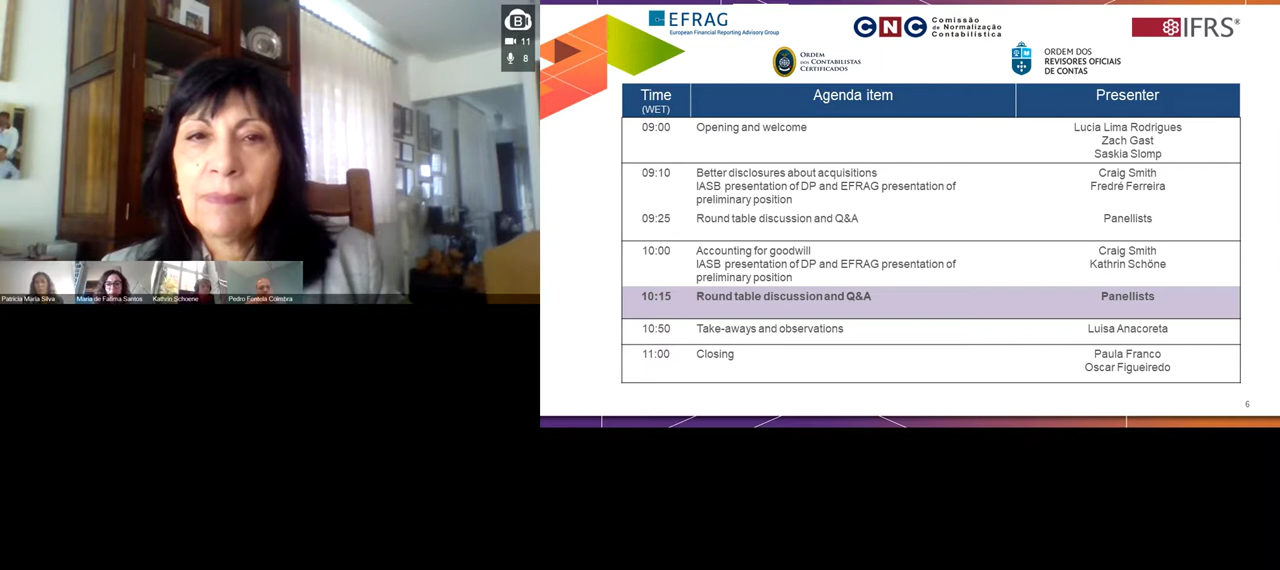 B
11
8
Patricia Maria Silva
Maria de Fatima Santos
Kathrin Schoene
Pedro Fontela Coimbra
EFRAG
European Financial Reporting Advisory Group
CNC
Comissão
de Normalização
Contabilística
IFRS®
ORDEM
DOS CONTABILISTAS
CERTIFICADOS
ORDEM DOS
REVISORES OFICIAIS
DE CONTAS
Time
(WET)
Agenda item
Presenter
09:00
Opening and welcome
Lucia Lima Rodrigues
Zach Gast
Saskia Slomp
09:10
Better disclosures about acquisitions
IASB presentation of DP and EFRAG presentation of
preliminary position
Craig Smith
Fredré Ferreira
09:25
Round table discussion and Q&A
Panellists
10:00
Accounting for goodwill
IASB presentation of DP and EFRAG presentation of
preliminary position
Craig Smith
Kathrin Schöne
10:15
Round table discussion and Q&A
Panellists
10:50
Take-aways and observations
Luisa Anacoreta
11:00
Closing
Paula Franco
Oscar Figueiredo
6